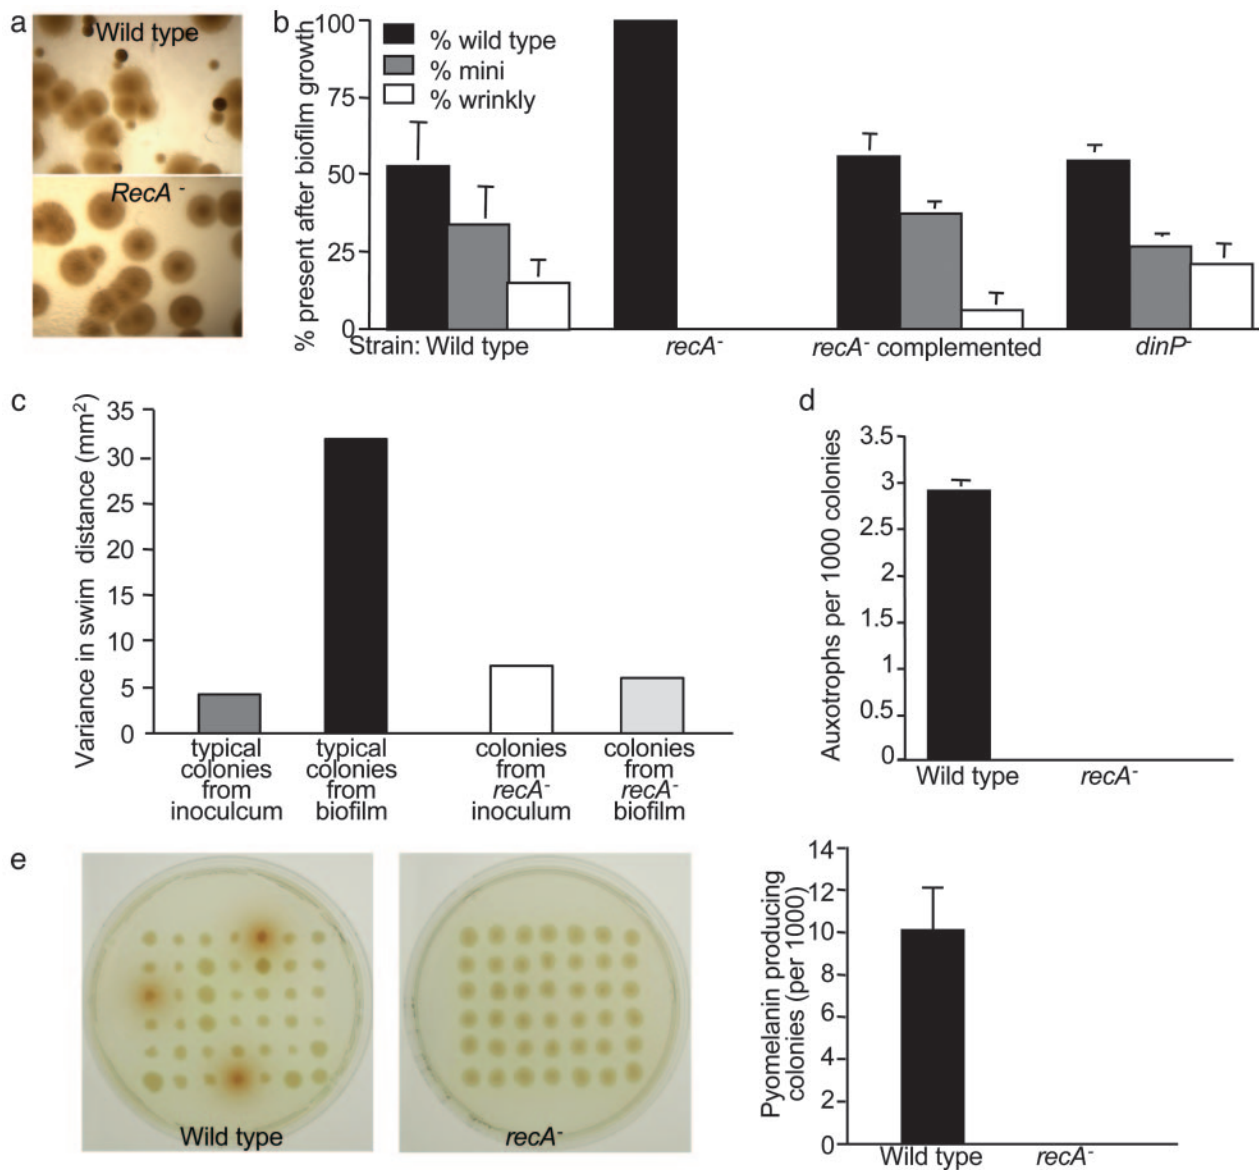 a
Wild type
RecA -
b
% present after biofilm growth
100
75
50
25
0
% wild type
% mini
% wrinkly
Strain: Wild type
recA-
recA- complemented
dinP-
c
Variance in swim distance (mm2)
35
30
25
20
15
10
5
0
typical
colonies
from
inoculcum
typical
colonies
from
biofilm
colonies
from
recA-
inoculum
colonies
from
recA-
biofilm
d
Auxotrophs per 1000 colonies
3.5
3
2.5
2
1.5
1
0.5
0
Wild type
recA-
e
Wild type
recA-
Pyomelanin producing
colonies (per 1000)
14
12
10
8
6
4
2
0
Wild type
recA-